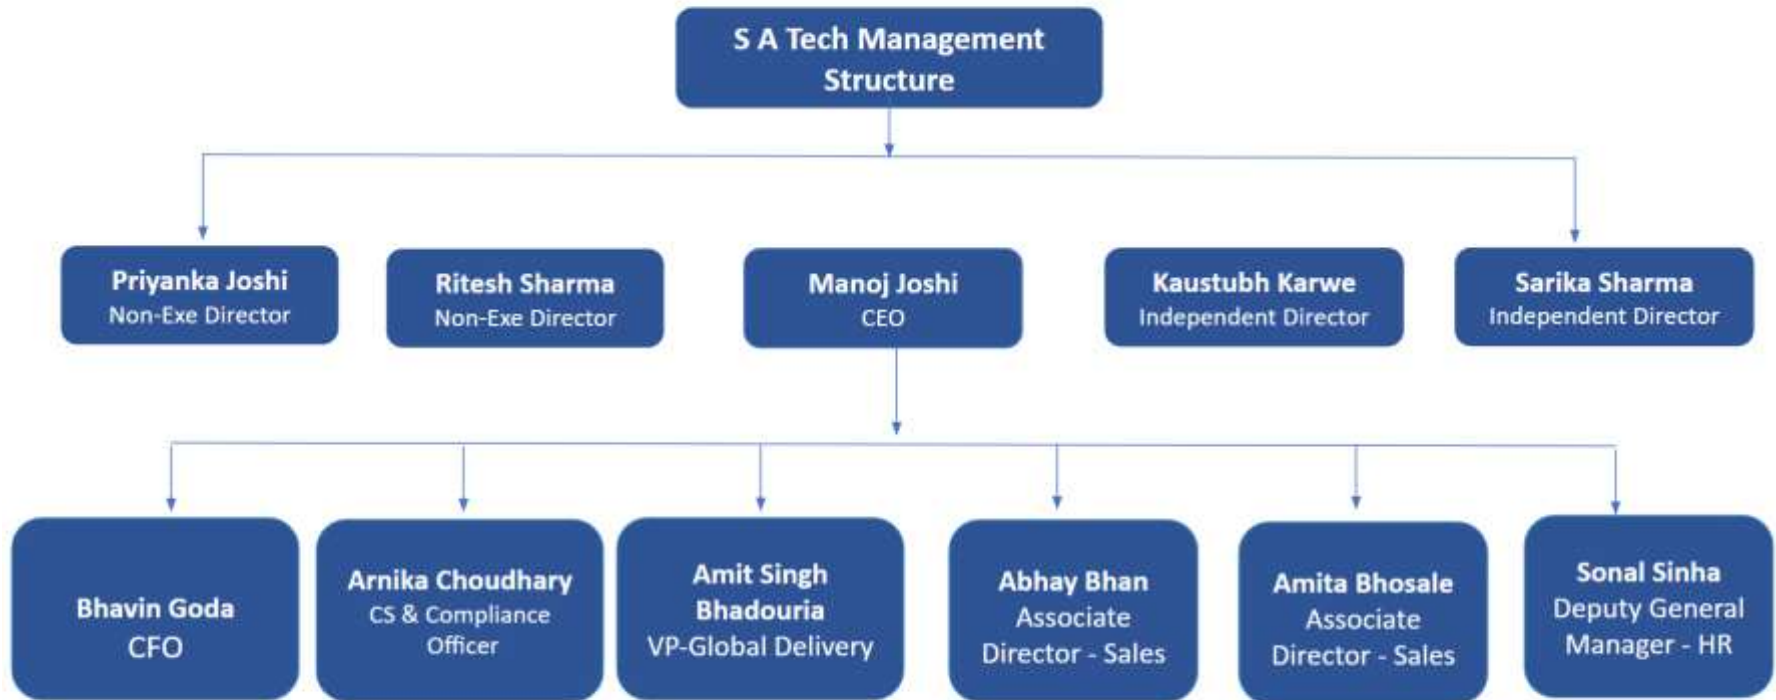 S A Tech Management
Structure
Priyanka Joshi
Non-Exe Director
Ritesh Sharma
Non-Exe Director
Manoj Joshi
CEO
Kaustubh Karwe
Independent Director
Sarika Sharma
Independent Director
Bhavin Goda
CFO
Arnika Choudhary
CS & Compliance
Officer
Amit Singh
Bhadouria
VP-Global Delivery
Abhay Bhan
Associate
Director - Sales
Amita Bhosale
Associate
Director - Sales
Sonal Sinha
Deputy General
Manager - HR